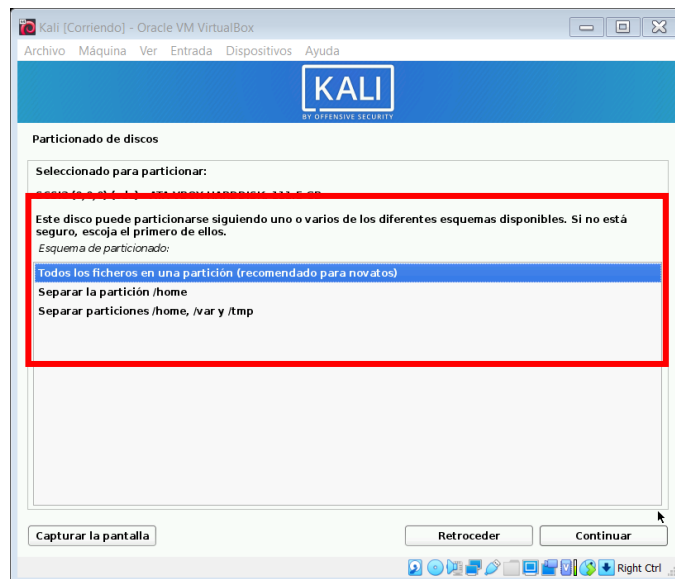 Kali [Corriendo] - Oracle VM VirtualBox
Archivo Máquina Ver Entrada Dispositivos Ayuda
KALI
BY OFFENSIVE SECURITY
Particionado de discos
Seleccionado para particionar:
Este disco puede particionarse siguiendo uno o varios de los diferentes esquemas disponibles. Si no está
seguro, escoja el primero de ellos.
Esquema de particionado:
Todos los ficheros en una partición (recomendado para novatos)
Separar la partición /home
Separar particiones /home, /var y /tmp
Capturar la pantalla
Retroceder
Continuar
Right Ctrl